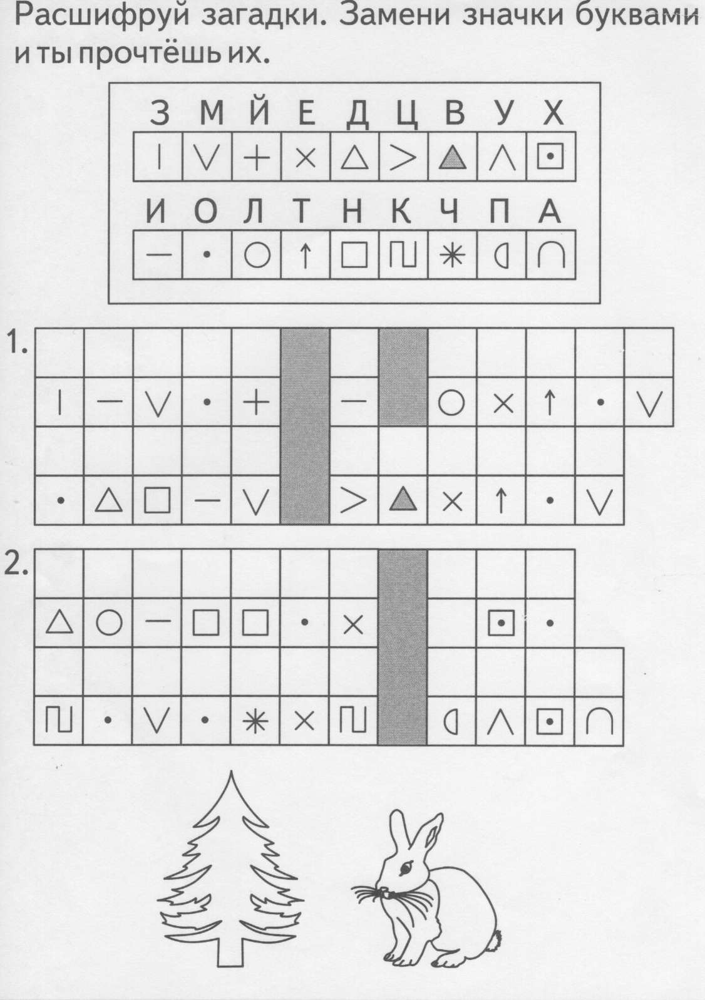 Расшифруй загадки. Замени значки буквами
и ты прочтёшь их.
З М Й Е Д Ц В У Х
И О Л Т Н К Ч П А
1.
2.